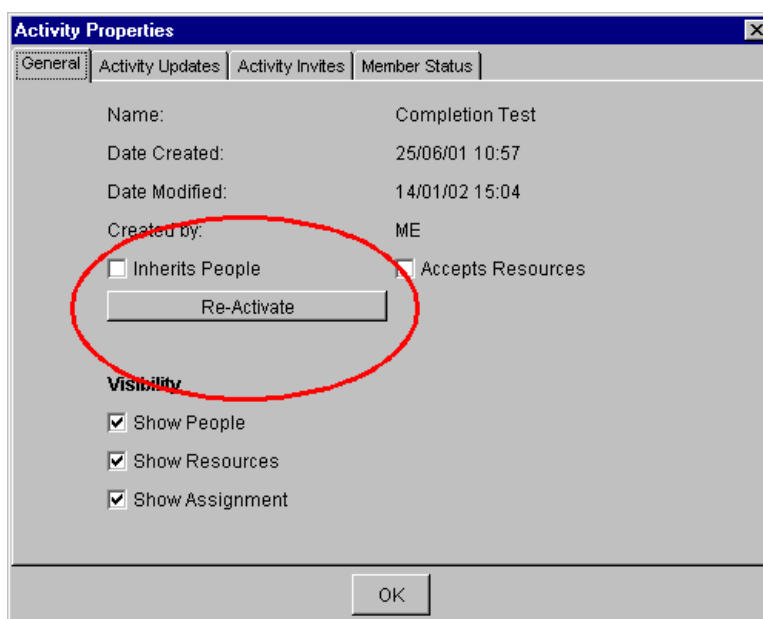 Activity Properties
General Activity Updates Activity Invites Member Status
Name: Completion Test
Date Created: 25/06/01 10:57
Date Modified: 14/01/02 15:04
Created by: ME
Inherits People Accepts Resources
Re-Activate
Visibility
Show People
Show Resources
Show Assignment
OK